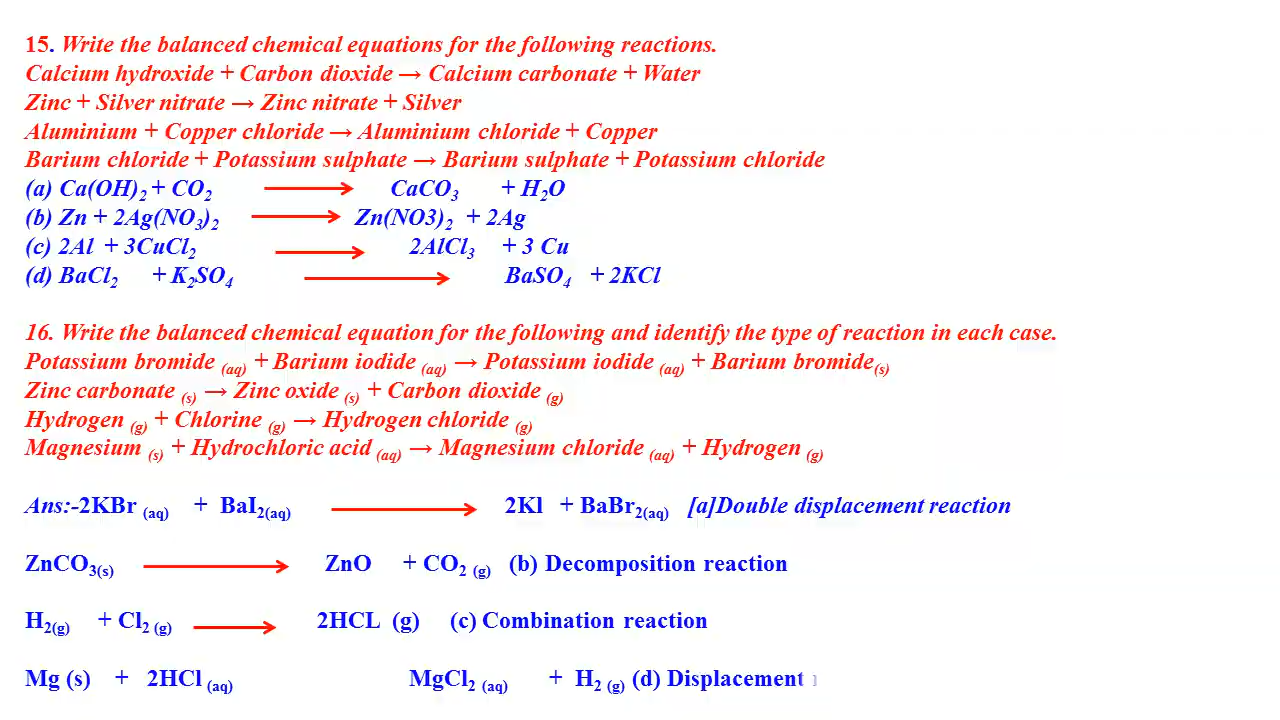 15. Write the balanced chemical equations for the following reactions.
Calcium hydroxide + Carbon dioxide → Calcium carbonate + Water
Zinc + Silver nitrate → Zinc nitrate + Silver
Aluminium + Copper chloride → Aluminium chloride + Copper
Barium chloride + Potassium sulphate → Barium sulphate + Potassium chloride
(a) Ca(OH)₂ + CO₂ → CaCO₃ + H₂O
(b) Zn + 2Ag(NO₃)₂ → Zn(NO3)₂ + 2Ag
(c) 2Al + 3CuCl₂ → 2AlCl₃ + 3 Cu
(d) BaCl₂ + K₂SO₄ → BaSO₄ + 2KCl
16. Write the balanced chemical equation for the following and identify the type of reaction in each case.
Potassium bromide (aq) + Barium iodide (aq) → Potassium iodide (aq) + Barium bromide(s)
Zinc carbonate (s) → Zinc oxide (s) + Carbon dioxide (g)
Hydrogen (g) + Chlorine (g) → Hydrogen chloride (g)
Magnesium (s) + Hydrochloric acid (aq) → Magnesium chloride (aq) + Hydrogen (g)
Ans:-2KBr (aq) + BaI₂(aq) → 2Kl + BaBr₂(aq) [a]Double displacement reaction
ZnCO₃(s) → ZnO + CO₂ (g) (b) Decomposition reaction
H₂(g) + Cl₂ (g) → 2HCL (g) (c) Combination reaction
Mg (s) + 2HCl (aq) MgCl₂ (aq) + H₂ (g) (d) Displacement